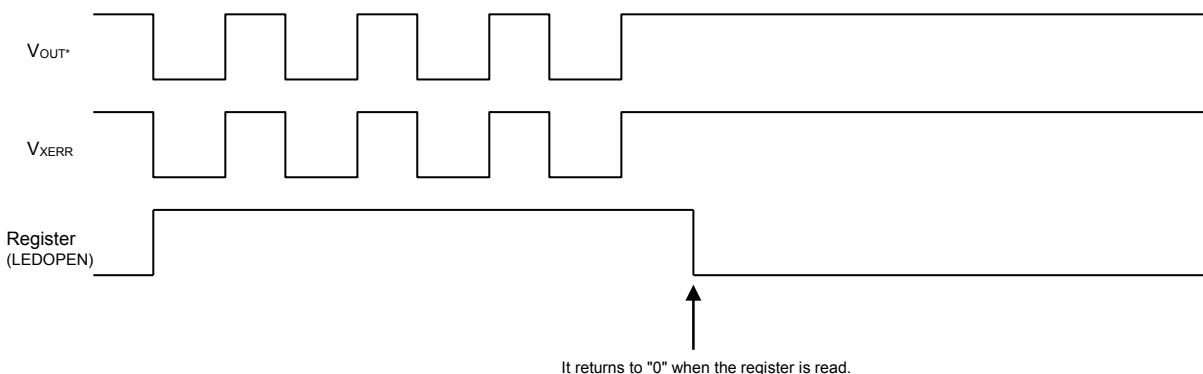 VOUT*
VXERR
Register
(LEDOPEN)
It returns to "0" when the register is read.